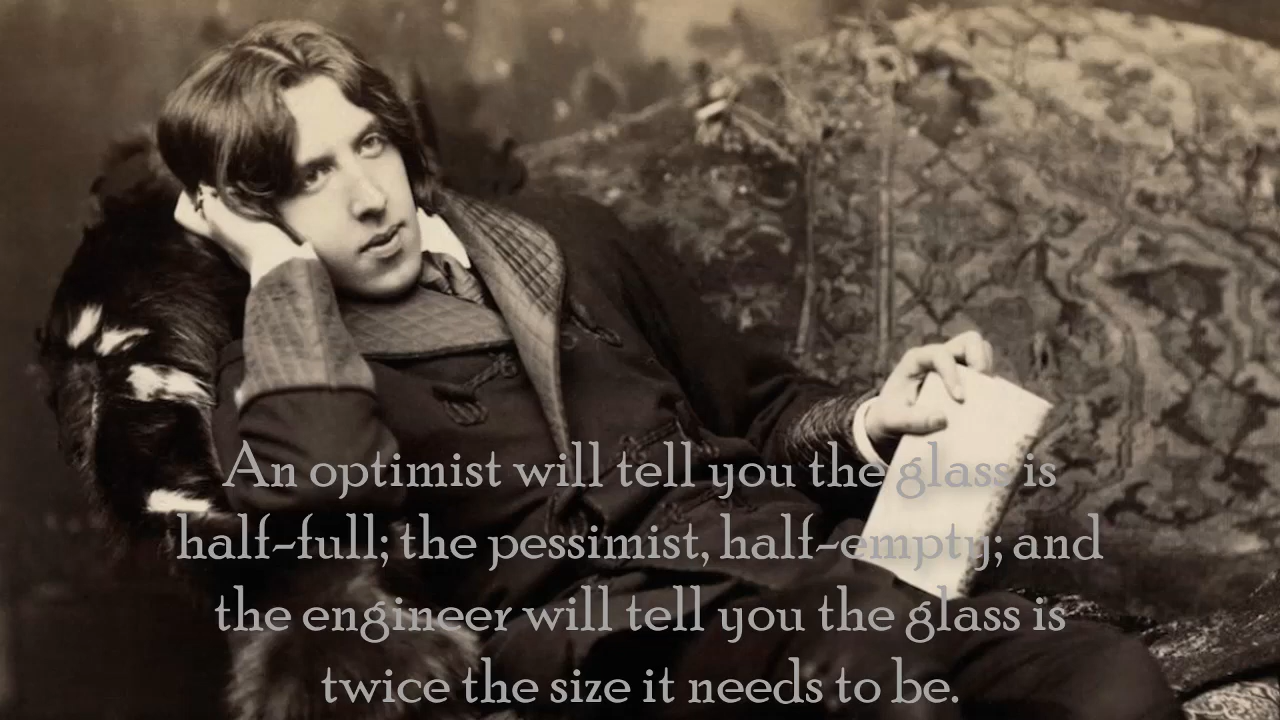 An optimist will tell you the glass is
half-full; the pessimist, half-empty; and
the engineer will tell you the glass is
twice the size it needs to be.